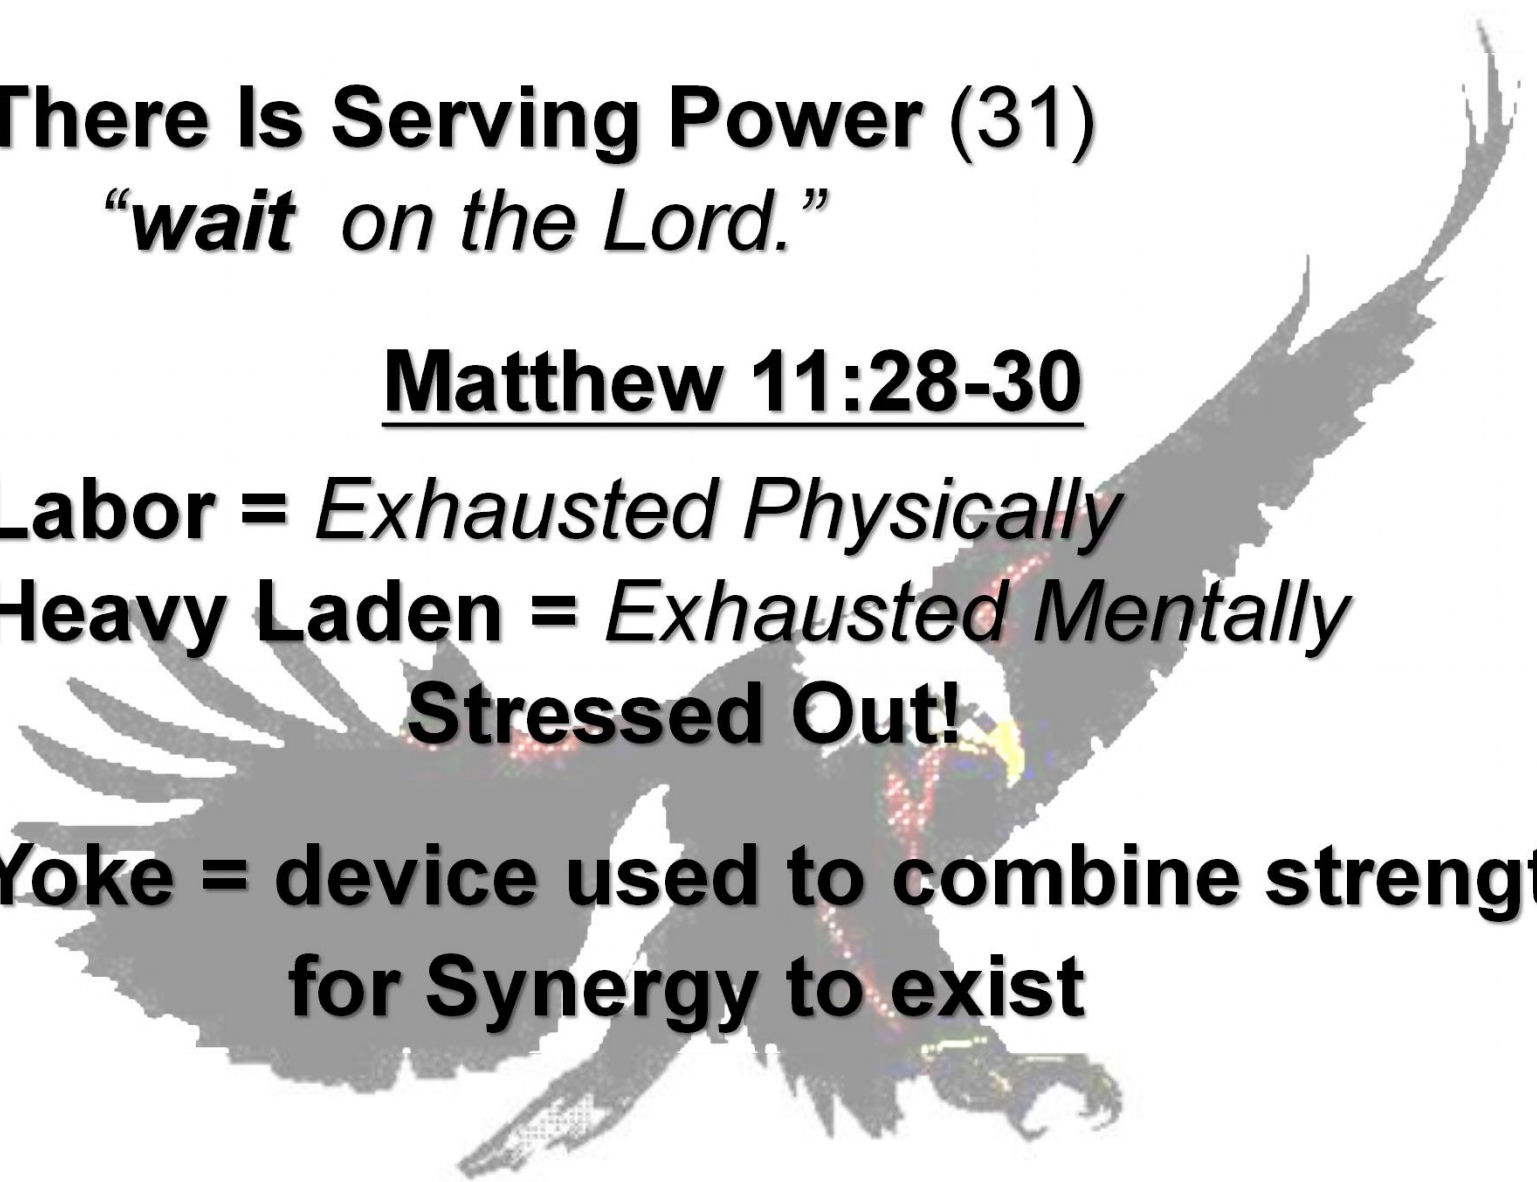 There Is Serving Power (31)
“wait on the Lord.”
Matthew 11:28-30
Labor = Exhausted Physically
Heavy Laden = Exhausted Mentally
Stressed Out!
Yoke = device used to combine strengt
for Synergy to exist